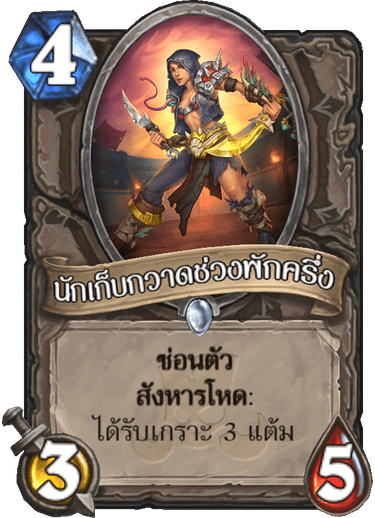 4
นักเก็บกวาดช่วงพักครึ่ง
ซ่อนตัว
สังหารโหด:
ได้รับเกราะ 3 แต้ม
3
5